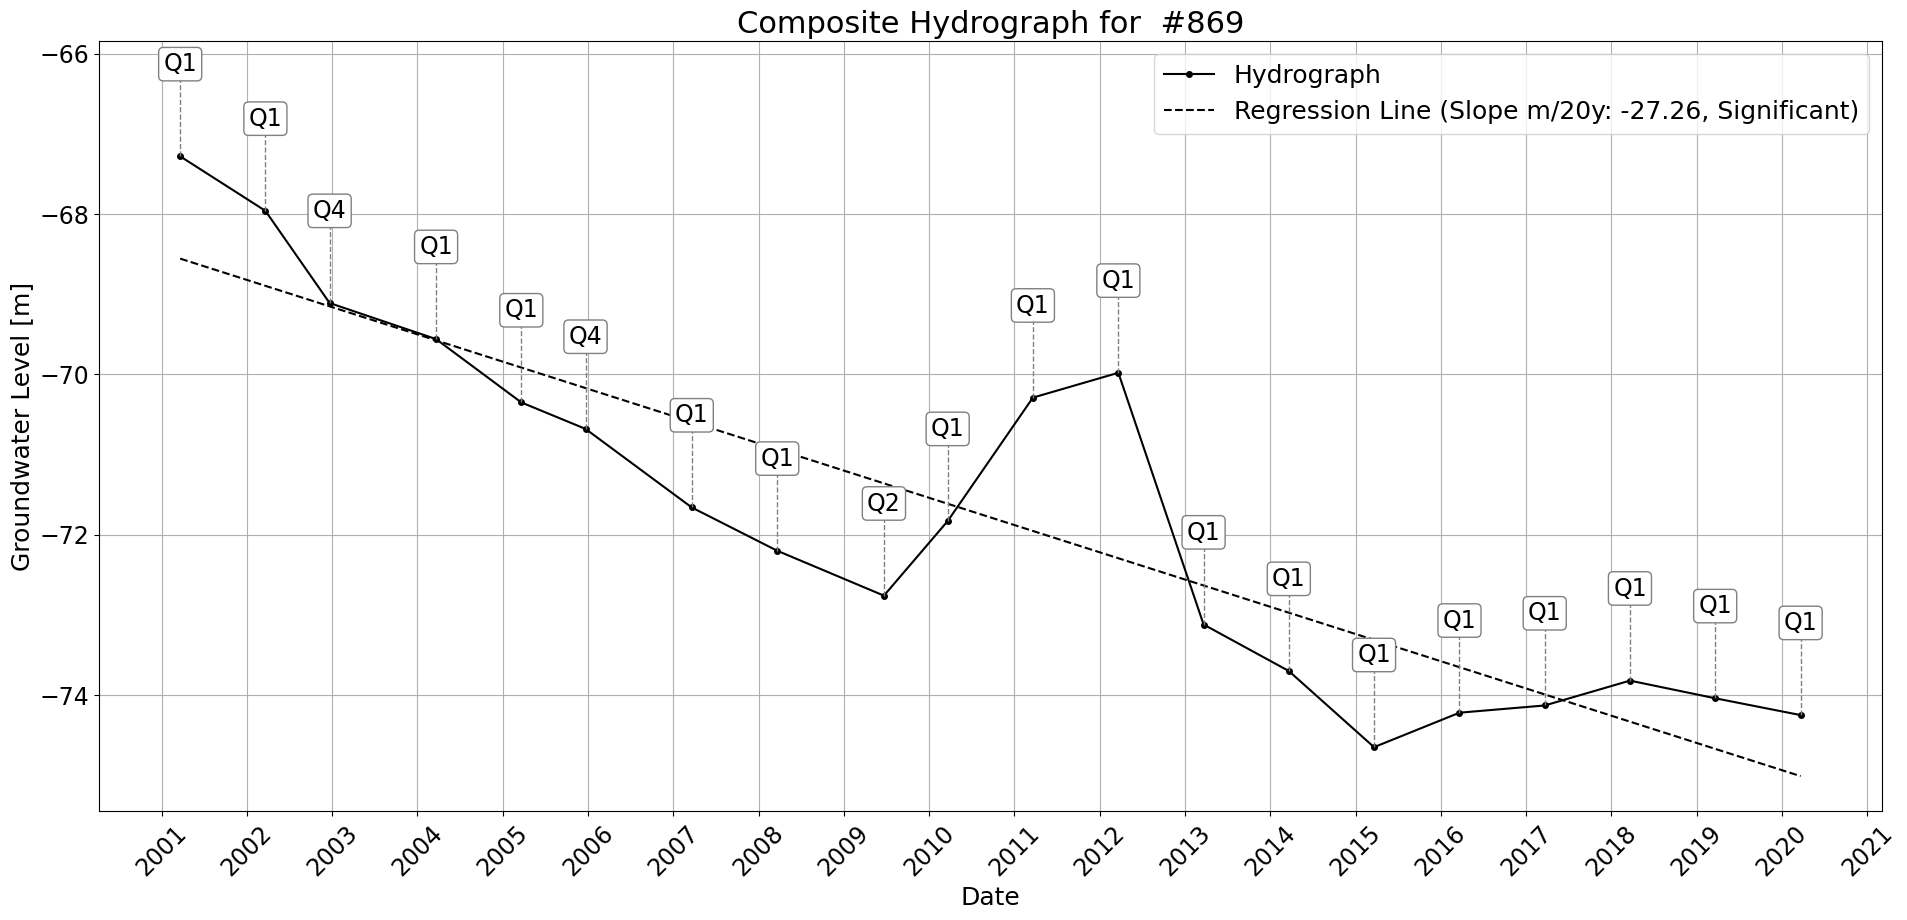 Composite Hydrograph for  #869
Hydrograph
Regression Line (Slope m/20y: -27.26, Significant)
Groundwater Level [m]
−66
−68
−70
−72
−74
Q1
Q1
Q4
Q1
Q1
Q4
Q1
Q1
Q2
Q1
Q1
Q1
Q1
Q1
Q1
Q1
Q1
Q1
Q1
Q1
2001
2002
2003
2004
2005
2006
2007
2008
2009
2010
2011
2012
2013
2014
2015
2016
2017
2018
2019
2020
2021
Date